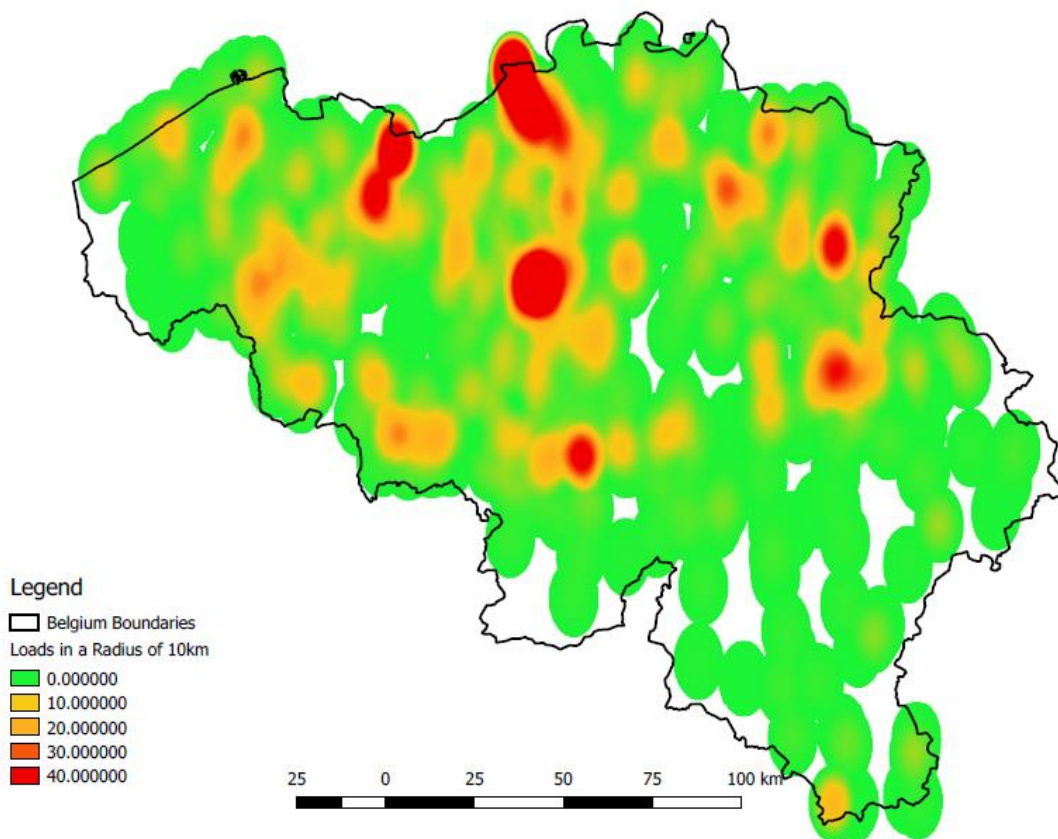 Legend
Belgium Boundaries
Loads in a Radius of 10km
0.000000
10.000000
20.000000
30.000000
40.000000
25 0 25 50 75 100 km